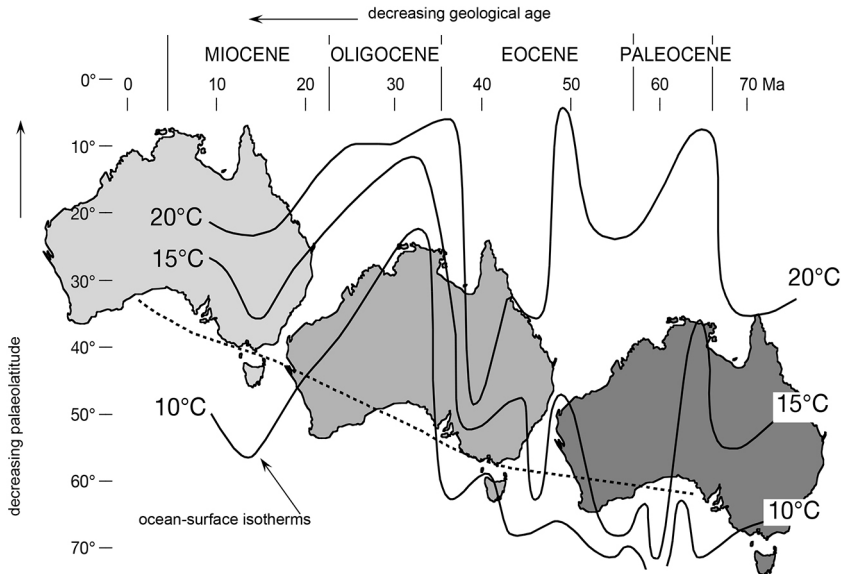 decreasing geological age
MIOCENE OLIGOCENE EOCENE PALEOCENE
0°
0 10 20 30 40 50 60 70 Ma
10°
20°
20°C
15°C
30°
20°C
40°
10°C
50°
15°C
60°
10°C
ocean-surface isotherms
70°
decreasing palaeolatitude